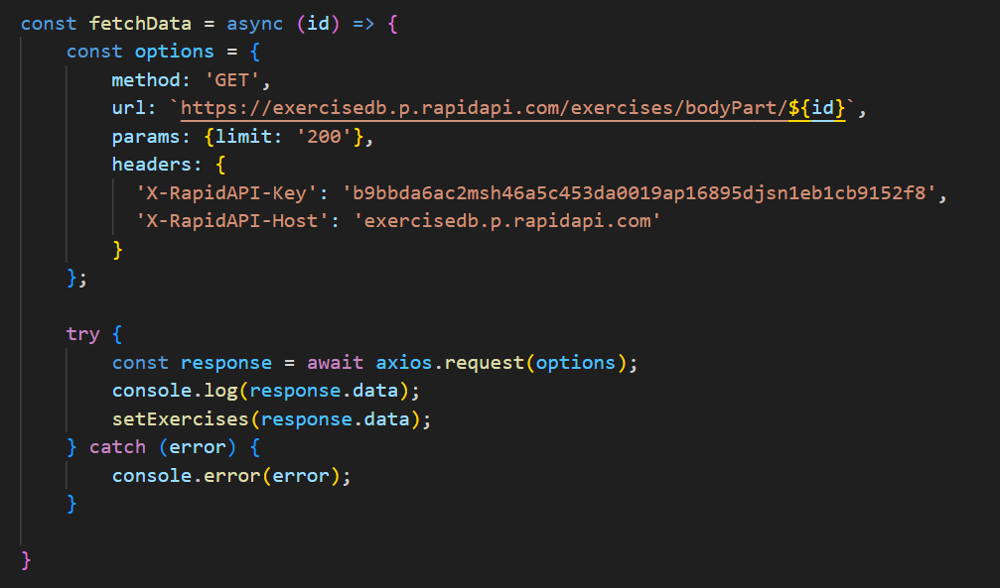 const fetchData = async (id) => {
    const options = {
        method: 'GET',
        url: `https://exercisedb.p.rapidapi.com/exercises/bodyPart/${id}`,
        params: {limit: '200'},
        headers: {
          'X-RapidAPI-Key': 'b9bbda6ac2msh46a5c453da0019ap16895djsn1eb1cb9152f8',
          'X-RapidAPI-Host': 'exercisedb.p.rapidapi.com'
        }
    };
    try {
        const response = await axios.request(options);
        console.log(response.data);
        setExercises(response.data);
    } catch (error) {
        console.error(error);
    }
}